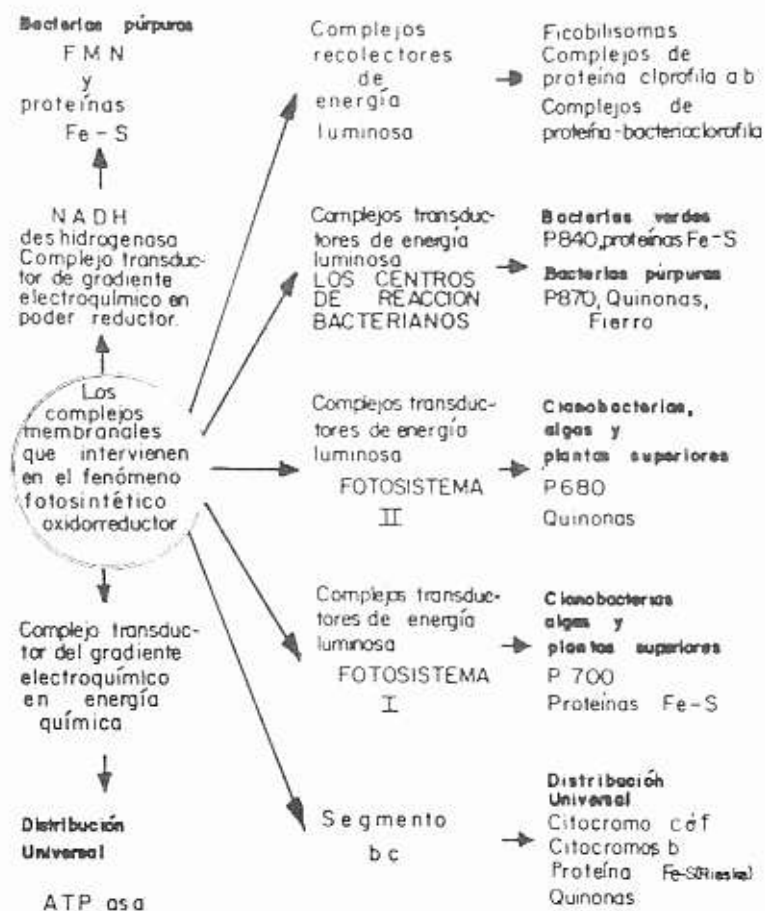 Bacterias púrpuras
FMN
y
proteínas
Fe-S
NADH
deshidrogenasa
Complejo transduc-
tor de gradiente
electroquímico en
poder reductor.
Los
complejos
membranales
que intervienen
en el fenómeno
fotosintético
oxidorreductor
Complejo transduc-
tor del gradiente
electroquímico
en energía
química
Distribución
Universal
ATP asa
Complejos
recolectores
de
energía
luminosa
Ficobilisomas
Complejos de
proteína clorofila ab
Complejos de
proteína-bacterioclorofila
Complejos transduc-
tores de energía
luminosa
LOS CENTROS
DE REACCION
BACTERIANOS
Bacterias verdes
P840, proteínas Fe-S
Bacterias púrpuras
P870, Quinonas,
Fierro
Complejos transduc-
tores de energía
luminosa
FOTOSISTEMA
II
Cianobacterias,
algas y
plantas superiores
P680
Quinonas
Complejos transduc-
tores de energía
luminosa
FOTOSISTEMA
I
Cianobacterias
algas y
plantas superiores
P 700
Proteínas Fe-S
Segmento
bc
Distribución
Universal
Citocromo c óf
Citocromos b
Proteína Fe-S(Rieske)
Quinonas